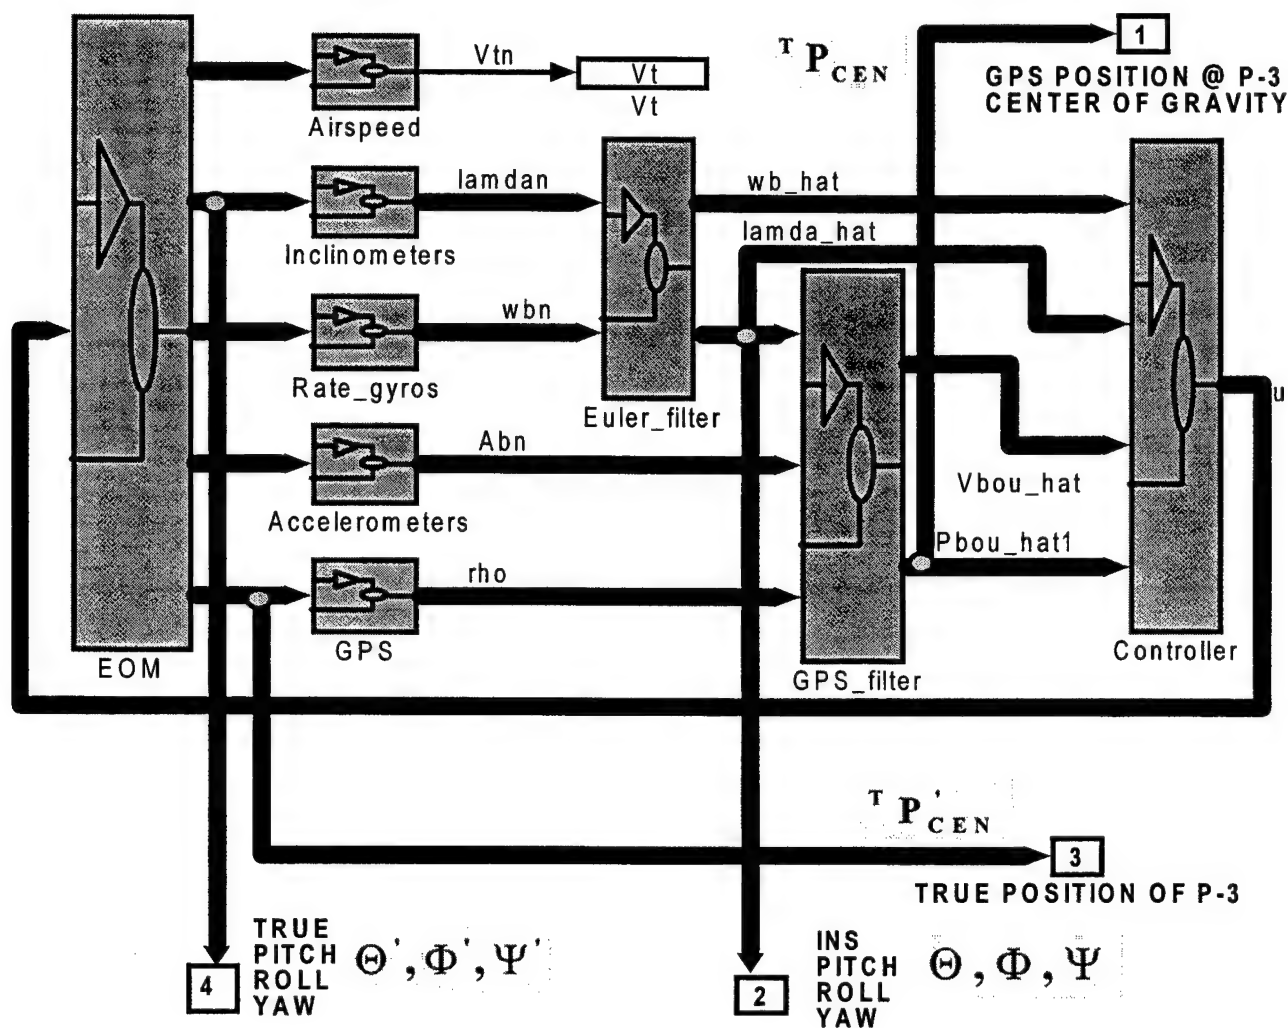 T P CEN
1
GPS POSITION @ P-3
CENTER OF GRAVITY
Vtn
Vt
Vt
Airspeed
lamdan
wb_hat
lamda_hat
Inclinometers
wbn
Rate_gyros
Euler_filter
u
Abn
Vbou_hat
Accelerometers
Pbou_hat1
rho
EOM
GPS
GPS_filter
Controller
T P ' CEN
3
TRUE POSITION OF P-3
4
TRUE
PITCH
ROLL
YAW
Θ', Φ', Ψ'
2
INS
PITCH
ROLL
YAW
Θ, Φ, Ψ